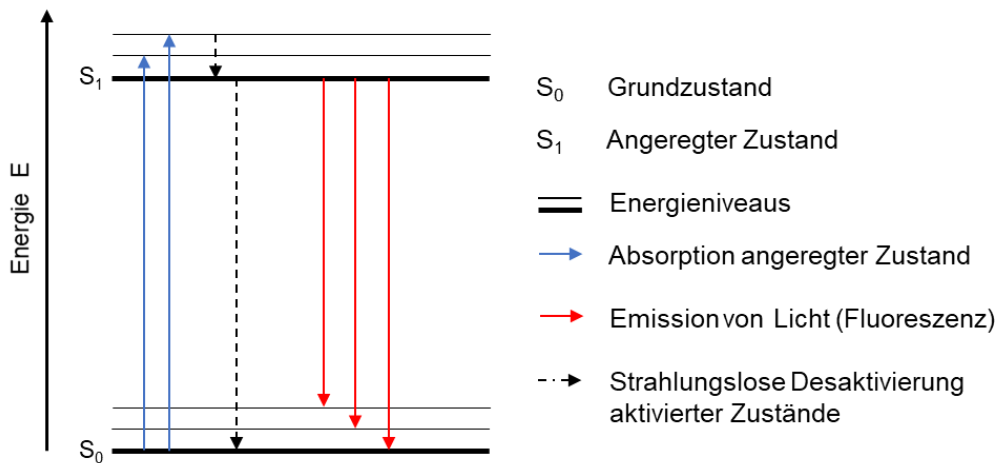 Energie E
S₁
S₀
S₀ Grundzustand
S₁ Angeregter Zustand
Energieniveaus
Absorption angeregter Zustand
Emission von Licht (Fluoreszenz)
Strahlungslose Desaktivierung
aktivierter Zustände